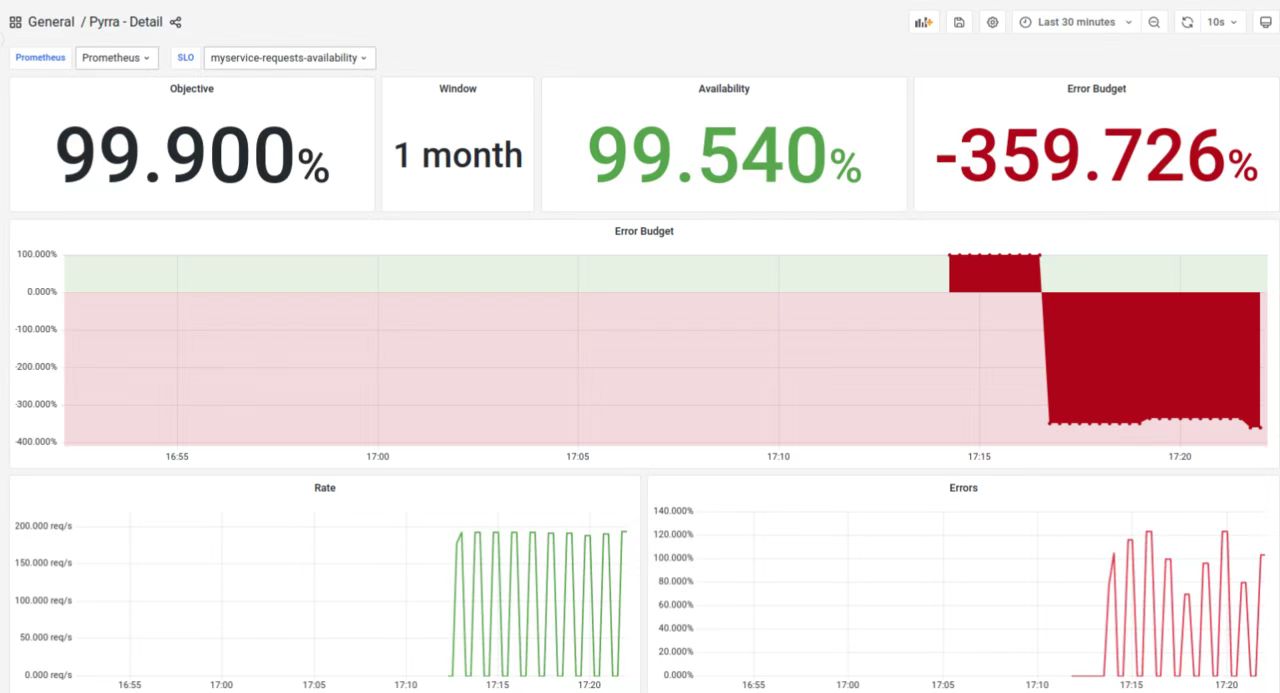 General / Pyrra - Detail
Last 30 minutes
10s
Prometheus Prometheus SLO myservice-requests-availability
Objective
99.900%
Window
1 month
Availability
99.540%
Error Budget
-359.726%
Error Budget
100.000%
0.000%
-100.000%
-200.000%
-300.000%
-400.000%
16:55 17:00 17:05 17:10 17:15 17:20
Rate
200.000 req/s
150.000 req/s
100.000 req/s
50.000 req/s
0.000 req/s
16:55 17:00 17:05 17:10 17:15 17:20
Errors
140.000%
120.000%
100.000%
80.000%
60.000%
40.000%
20.000%
0.000%
16:55 17:00 17:05 17:10 17:15 17:20